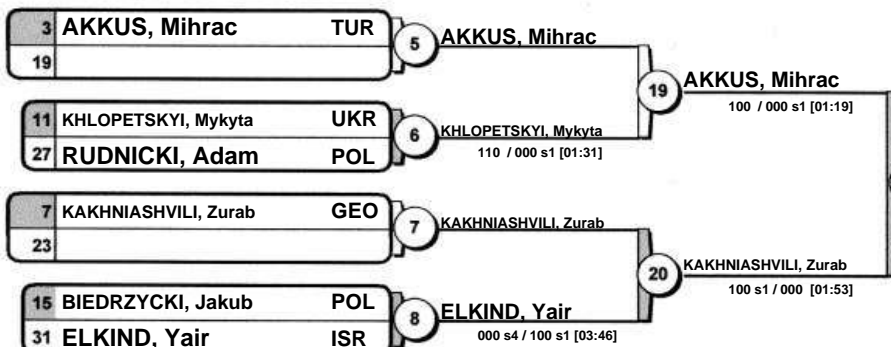 3 AKKUS, Mihrac TUR
19
5
AKKUS, Mihrac
11 KHLOPETSKYI, Mykyta UKR
27 RUDNICKI, Adam POL
6
KHLOPETSKYI, Mykyta
110 / 000 s1 [01:31]
19
AKKUS, Mihrac
100 / 000 s1 [01:19]
7 KAKHNIASHVILI, Zurab GEO
23
7
KAKHNIASHVILI, Zurab
15 BIEDRZYCKI, Jakub POL
31 ELKIND, Yair ISR
8
ELKIND, Yair
000 s4 / 100 s1 [03:46]
20
KAKHNIASHVILI, Zurab
100 s1 / 000 [01:53]